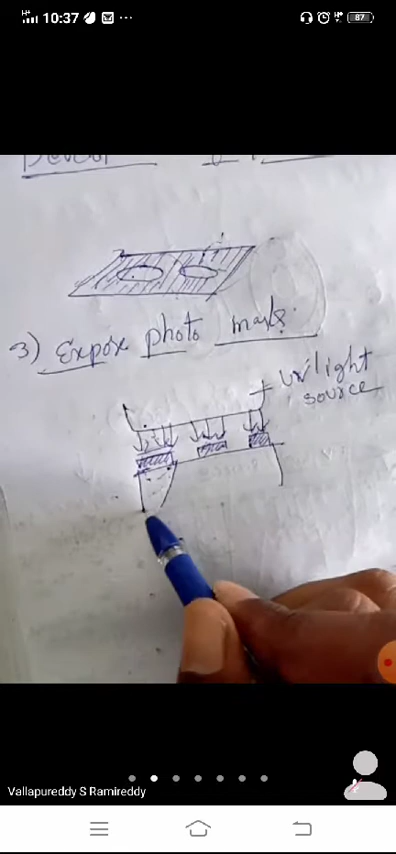 H+ 10:37 ... 87
3) Expose photo mask.
UV light
source
Vallapureddy S Ramireddy